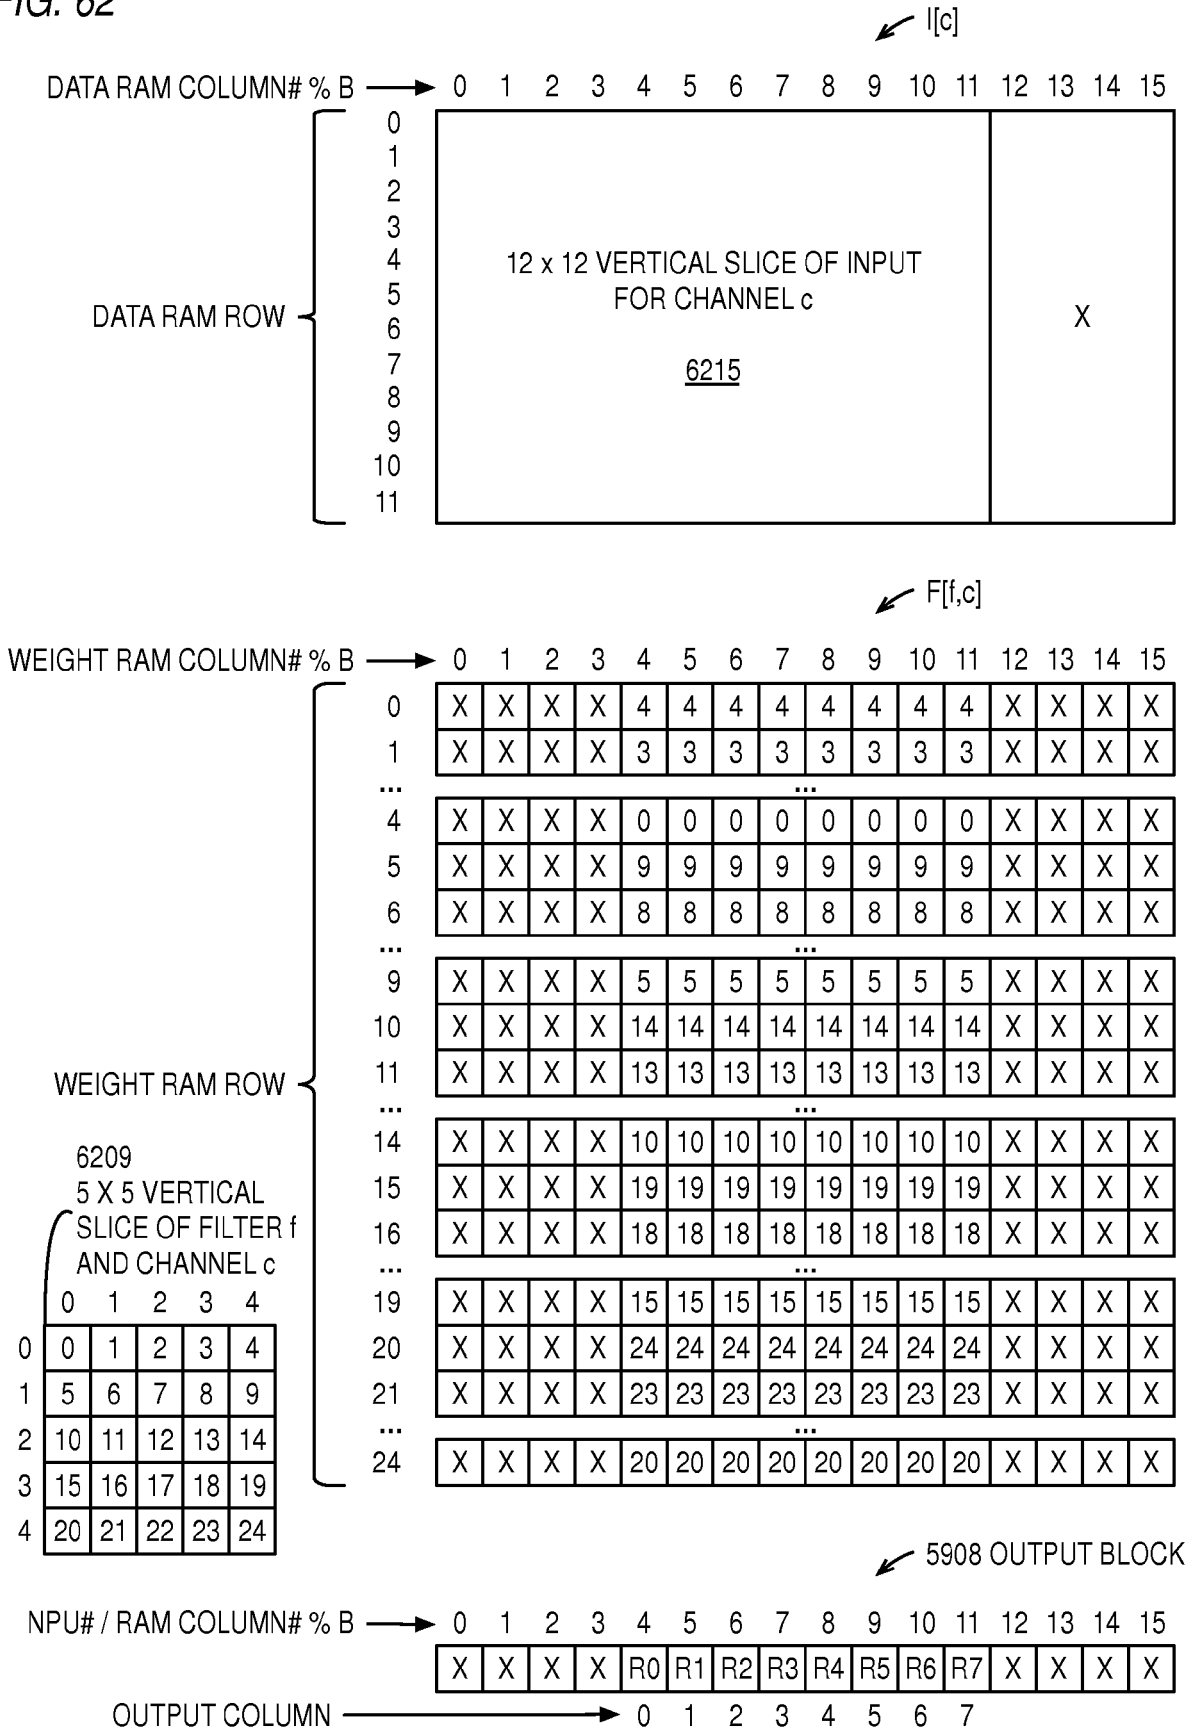 FIG. 62
I[c]
DATA RAM COLUMN# % B 0 1 2 3 4 5 6 7 8 9 10 11 12 13 14 15
DATA RAM ROW
0
1
2
3
4
5
6
7
8
9
10
11
12 x 12 VERTICAL SLICE OF INPUT
FOR CHANNEL c
6215
X
F[f,c]
WEIGHT RAM COLUMN# % B 0 1 2 3 4 5 6 7 8 9 10 11 12 13 14 15
WEIGHT RAM ROW
0 X X X X 4 4 4 4 4 4 4 4 X X X X
1 X X X X 3 3 3 3 3 3 3 3 X X X X
... ...
4 X X X X 0 0 0 0 0 0 0 0 X X X X
5 X X X X 9 9 9 9 9 9 9 9 X X X X
6 X X X X 8 8 8 8 8 8 8 8 X X X X
... ...
9 X X X X 5 5 5 5 5 5 5 5 X X X X
10 X X X X 14 14 14 14 14 14 14 14 X X X X
11 X X X X 13 13 13 13 13 13 13 13 X X X X
... ...
14 X X X X 10 10 10 10 10 10 10 10 X X X X
15 X X X X 19 19 19 19 19 19 19 19 X X X X
16 X X X X 18 18 18 18 18 18 18 18 X X X X
... ...
19 X X X X 15 15 15 15 15 15 15 15 X X X X
20 X X X X 24 24 24 24 24 24 24 24 X X X X
21 X X X X 23 23 23 23 23 23 23 23 X X X X
... ...
24 X X X X 20 20 20 20 20 20 20 20 X X X X
6209
5 X 5 VERTICAL
SLICE OF FILTER f
AND CHANNEL c
0 1 2 3 4
0 0 1 2 3 4
1 5 6 7 8 9
2 10 11 12 13 14
3 15 16 17 18 19
4 20 21 22 23 24
5908 OUTPUT BLOCK
NPU# / RAM COLUMN# % B 0 1 2 3 4 5 6 7 8 9 10 11 12 13 14 15
X X X X R0 R1 R2 R3 R4 R5 R6 R7 X X X X
OUTPUT COLUMN 0 1 2 3 4 5 6 7